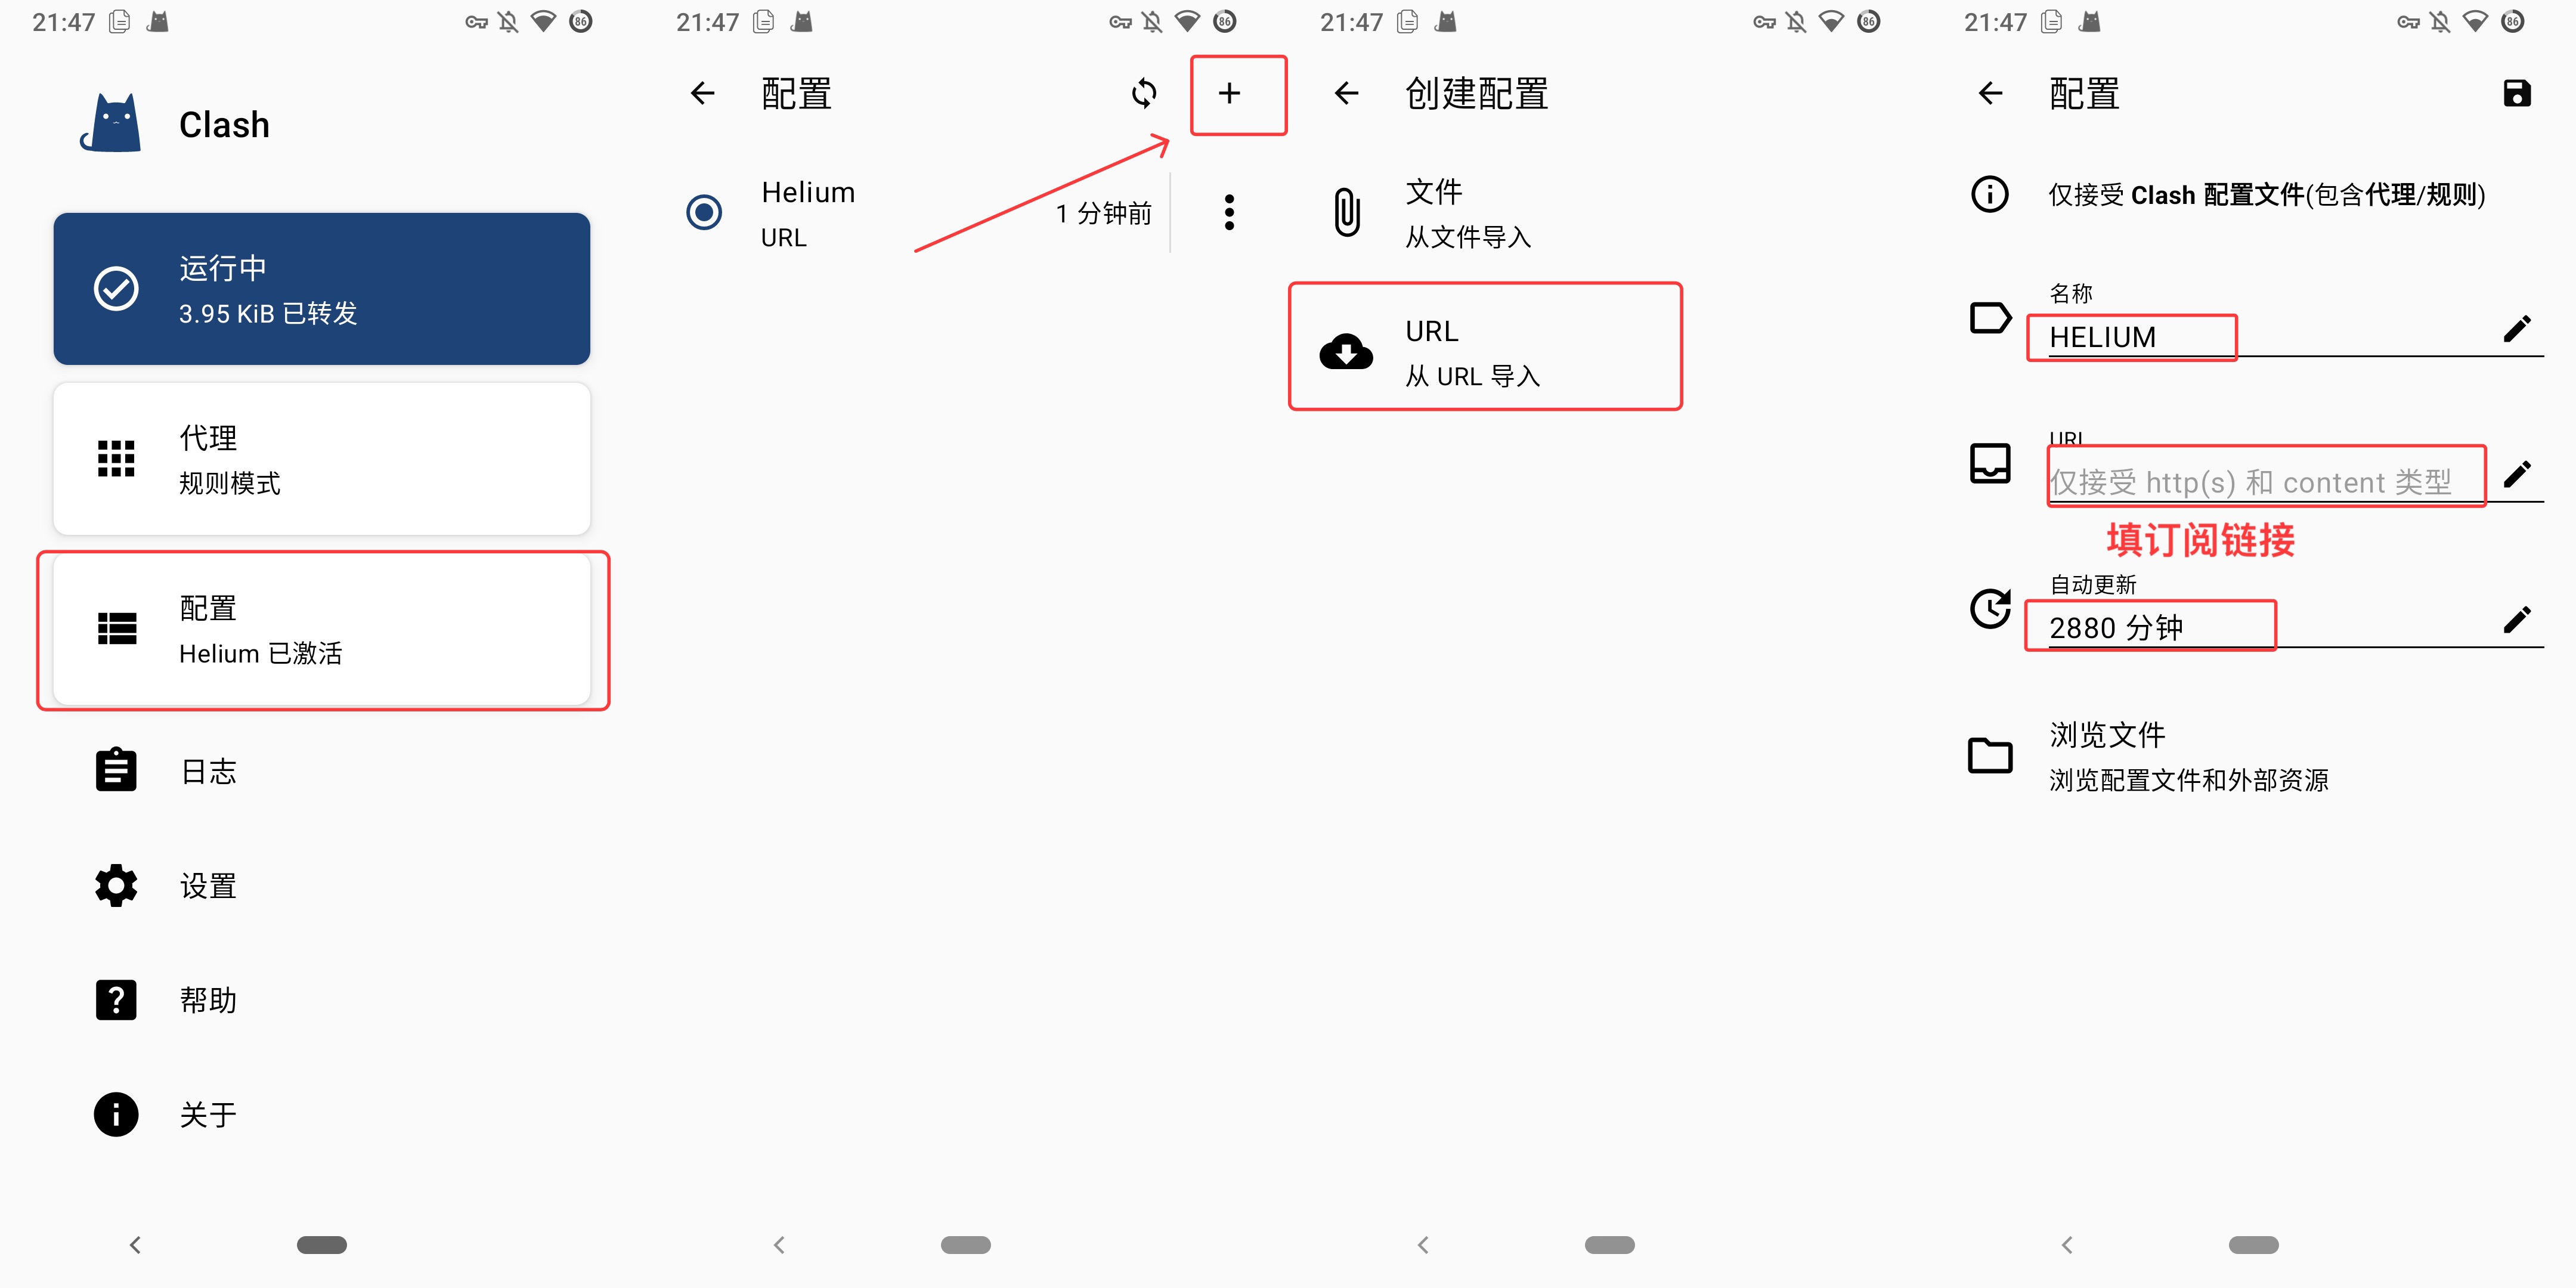 21:47
86
Clash
运行中
3.95 KiB 已转发
代理
规则模式
配置
Helium 已激活
日志
设置
帮助
关于
21:47
86
配置
Helium
URL
1 分钟前
21:47
86
创建配置
文件
从文件导入
URL
从 URL 导入
21:47
86
配置
仅接受 Clash 配置文件(包含代理/规则)
名称
HELIUM
URL
仅接受 http(s) 和 content 类型
填订阅链接
自动更新
2880 分钟
浏览文件
浏览配置文件和外部资源